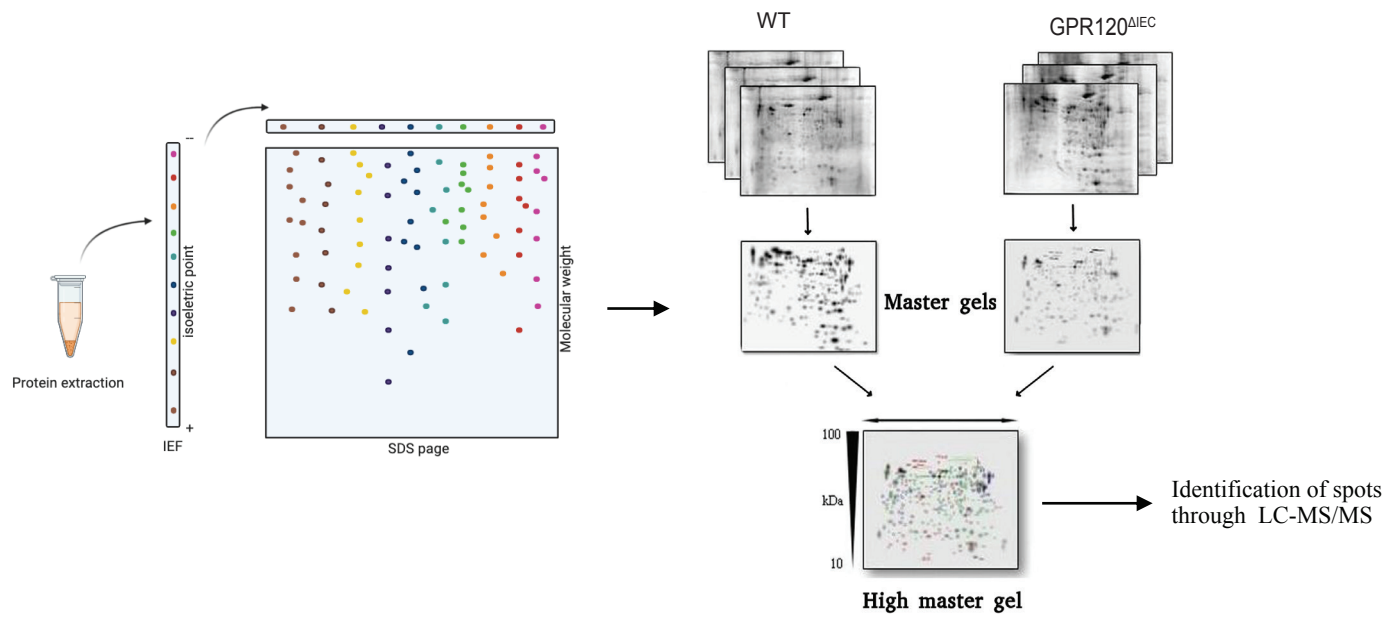 WT
GPR120ΔIEC
--
isoeletric point
+
IEF
Protein extraction
Molecular weight
SDS page
Master gels
100
kDa
10
High master gel
Identification of spots
through LC-MS/MS